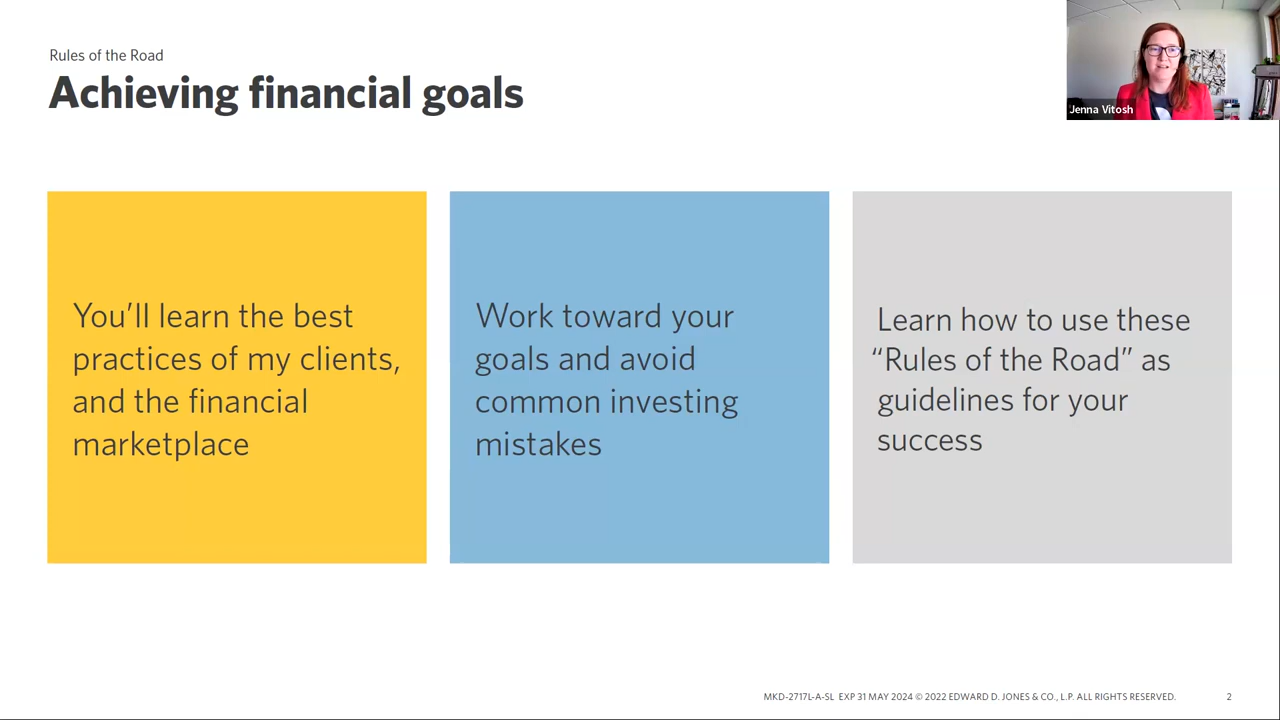 Rules of the Road
Achieving financial goals
Jenna Vitosh
You’ll learn the best
practices of my clients,
and the financial
marketplace
Work toward your
goals and avoid
common investing
mistakes
Learn how to use these
“Rules of the Road” as
guidelines for your
success
MKD-2717L-A-SL EXP 31 MAY 2024 © 2022 EDWARD D. JONES & CO., L.P. ALL RIGHTS RESERVED.
2